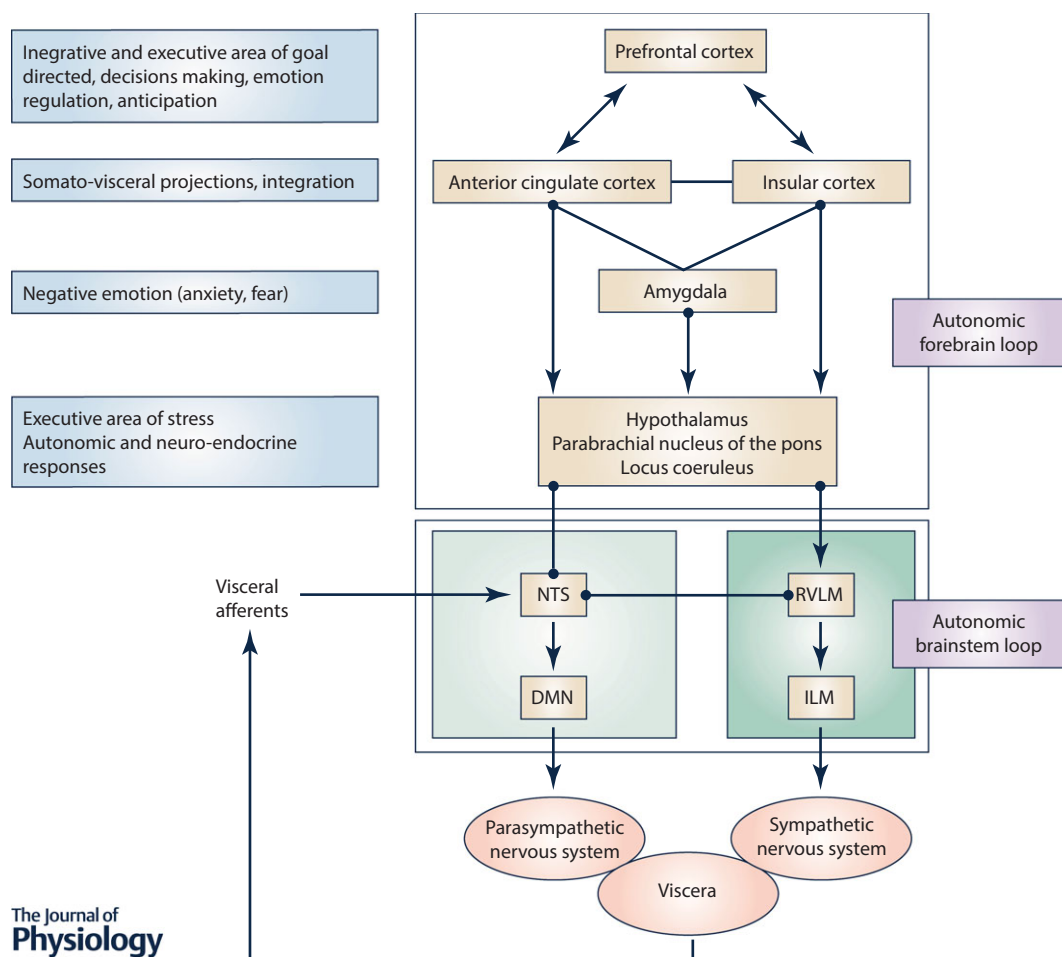 Inegrative and executive area of goal
directed, decisions making, emotion
regulation, anticipation
Prefrontal cortex
Somato-visceral projections, integration
Anterior cingulate cortex
Insular cortex
Negative emotion (anxiety, fear)
Amygdala
Autonomic
forebrain loop
Executive area of stress
Autonomic and neuro-endocrine
responses
Hypothalamus
Parabrachial nucleus of the pons
Locus coeruleus
Visceral
afferents
NTS
RVLM
Autonomic
brainstem loop
DMN
ILM
Parasympathetic
nervous system
Sympathetic
nervous system
Viscera
The Journal of
Physiology